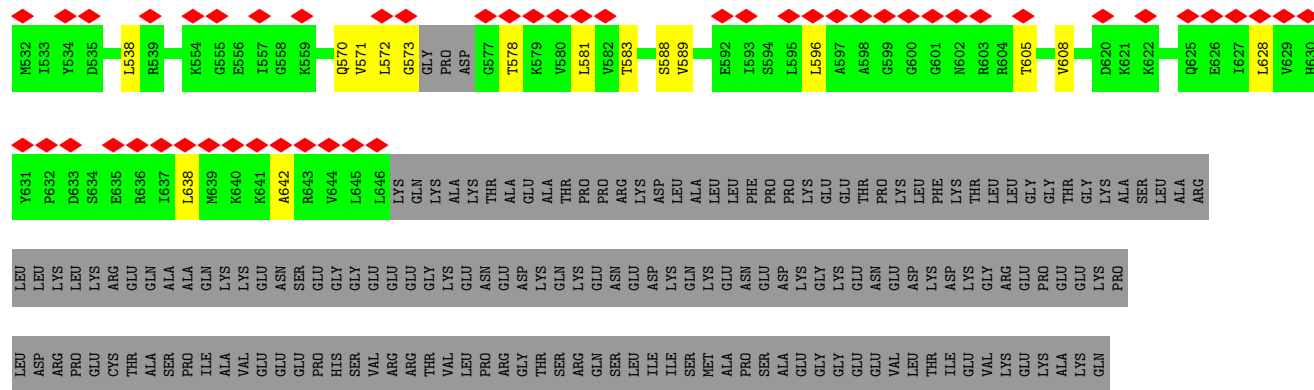 M532 I533 Y534 D535 L538 R539 K554 G555 E556 I557 G558 K559 Q570 V571 L572 G573 GLY PRO ASP G577 T578 K579 V580 L581 V582 T583 S588 V589 E592 I593 S594 L595 L596 A597 A598 P599 G600 G601 N602 R603 R604 T605 V608 D620 K621 K622 Q625 E626 I627 L628 V629 H630
Y631 P632 D633 S634 E635 R636 I637 L638 M639 K640 K641 A642 R643 V644 L645 L646 LYS GLN LYS ALA LYS THR ALA GLU ALA THR PRO PRO ARG LYS ASP LEU ALA LEU LEU PHE PRO PRO LYS GLU GLU THR PRO LYS LEU PHE LYS THR LEU LEU GLY GLY THR GLY LYS ALA SER LEU ALA ARG
LEU LEU LYS LEU LYS ARG GLU GLN ALA ALA GLN LYS LYS GLU ASN SER GLU GLY GLY GLU GLU GLU GLY LYS GLU ASN GLU ASP LYS GLN LYS GLU ASN GLU ASP LYS GLN LYS GLU ASN GLU ASP LYS GLY LYS GLU ASN GLU ASP LYS ASP LYS GLY ARG GLU PRO GLU GLU LYS PRO
LEU ASP ARG PRO GLU CYS THR ALA SER PRO ILE ALA VAL GLU GLU GLU PRO HIS SER VAL ARG ARG THR VAL LEU PRO ARG GLY THR SER ARG GLN SER LEU ILE ILE SER MET ALA PRO SER ALA GLU GLY GLY GLU GLU VAL LEU THR ILE GLU VAL LYS GLU LYS ALA LYS GLN